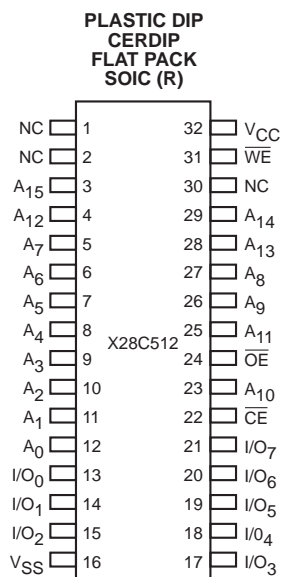 PLASTIC DIP
CERDIP
FLAT PACK
SOIC (R)
NC 1 32 VCC
NC 2 31 WE
A15 3 30 NC
A12 4 29 A14
A7 5 28 A13
A6 6 27 A8
A5 7 26 A9
A4 8 25 A11
X28C512
A3 9 24 OE
A2 10 23 A10
A1 11 22 CE
A0 12 21 I/O7
I/O0 13 20 I/O6
I/O1 14 19 I/O5
I/O2 15 18 I/04
VSS 16 17 I/O3